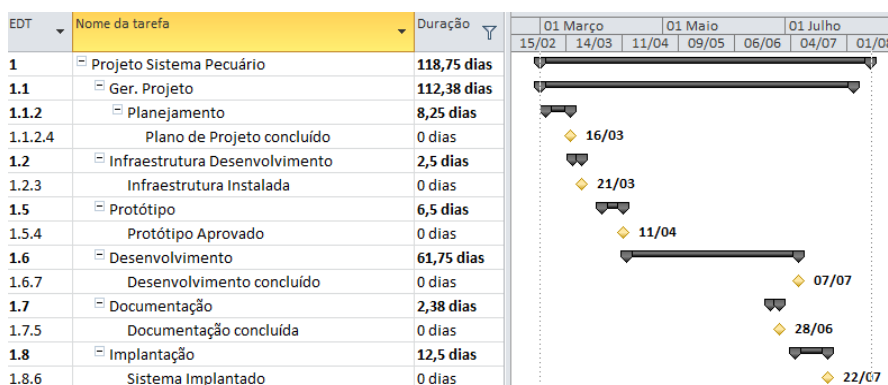 EDT Nome da tarefa Duração 01 Março 01 Maio 01 Julho
15/02 14/03 11/04 09/05 06/06 04/07 01/08
1 Projeto Sistema Pecuário 118,75 dias
1.1 Ger. Projeto 112,38 dias
1.1.2 Planejamento 8,25 dias
1.1.2.4 Plano de Projeto concluído 0 dias 16/03
1.2 Infraestrutura Desenvolvimento 2,5 dias
1.2.3 Infraestrutura Instalada 0 dias 21/03
1.5 Protótipo 6,5 dias
1.5.4 Protótipo Aprovado 0 dias 11/04
1.6 Desenvolvimento 61,75 dias
1.6.7 Desenvolvimento concluído 0 dias 07/07
1.7 Documentação 2,38 dias
1.7.5 Documentação concluída 0 dias 28/06
1.8 Implantação 12,5 dias
1.8.6 Sistema Implantado 0 dias 22/07